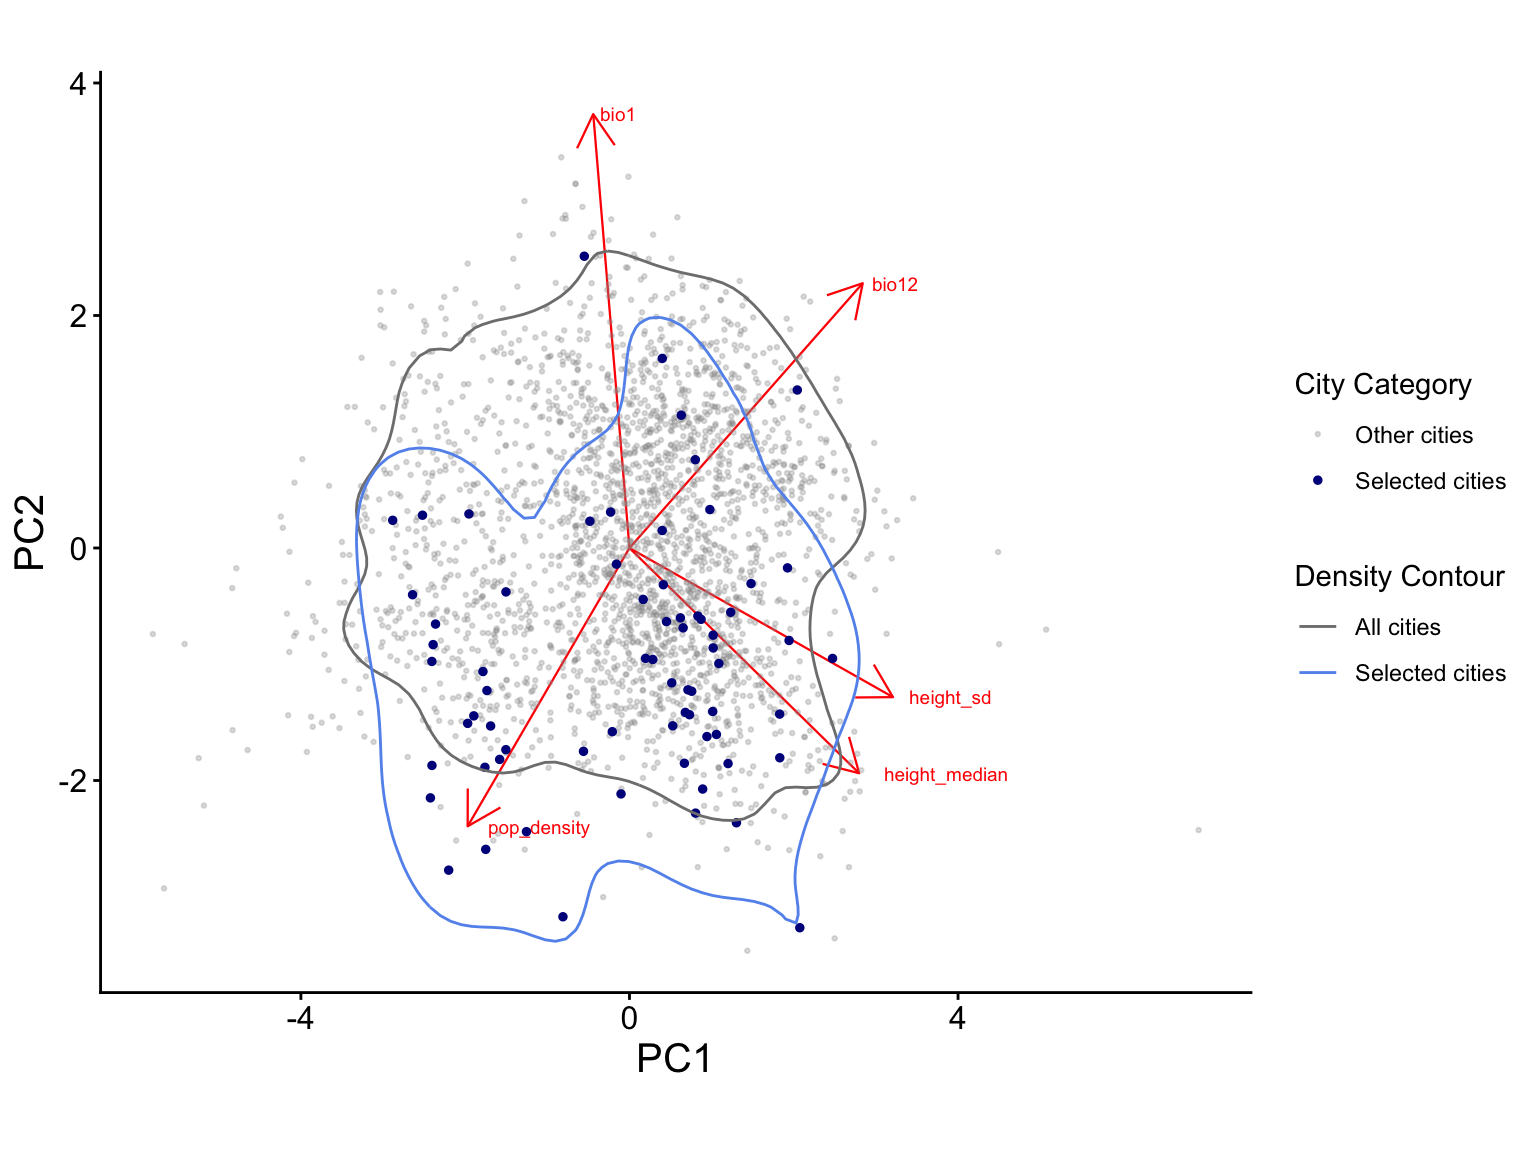 4
2
0
-2
-4
0
4
PC2
PC1
bio1
bio12
height_sd
height_median
pop_density
City Category
Other cities
Selected cities
Density Contour
All cities
Selected cities